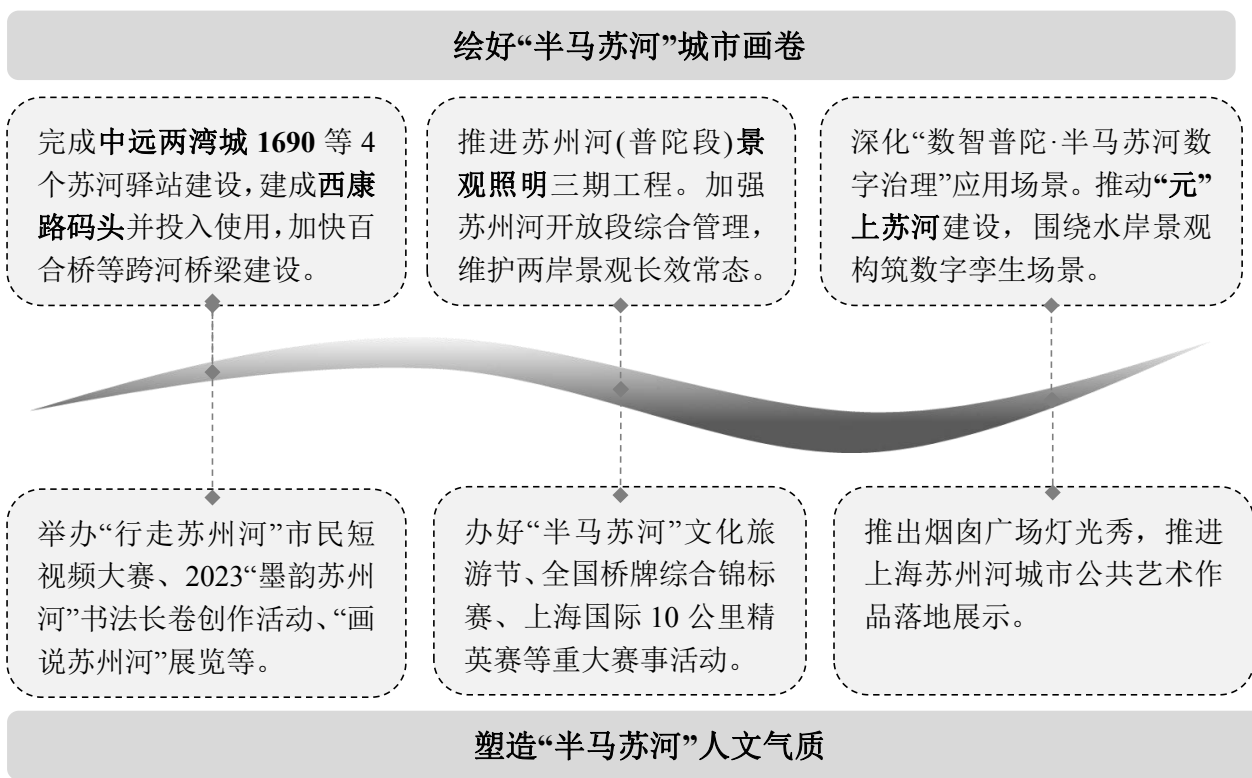 绘好“半马苏河”城市画卷
完成中远两湾城 1690 等 4
个苏河驿站建设,建成西康
路码头并投入使用,加快百
合桥等跨河桥梁建设。
推进苏州河(普陀段)景
观照明三期工程。加强
苏州河开放段综合管理,
维护两岸景观长效常态。
深化“数智普陀·半马苏河数
字治理”应用场景。推动“元”
上苏河建设，围绕水岸景观
构筑数字孪生场景。
举办“行走苏州河”市民短
视频大赛、2023“墨韵苏州
河”书法长卷创作活动、“画
说苏州河”展览等。
办好“半马苏河”文化旅
游节、全国桥牌综合锦标
赛、上海国际 10 公里精
英赛等重大赛事活动。
推出烟囱广场灯光秀，推进
上海苏州河城市公共艺术作
品落地展示。
塑造“半马苏河”人文气质